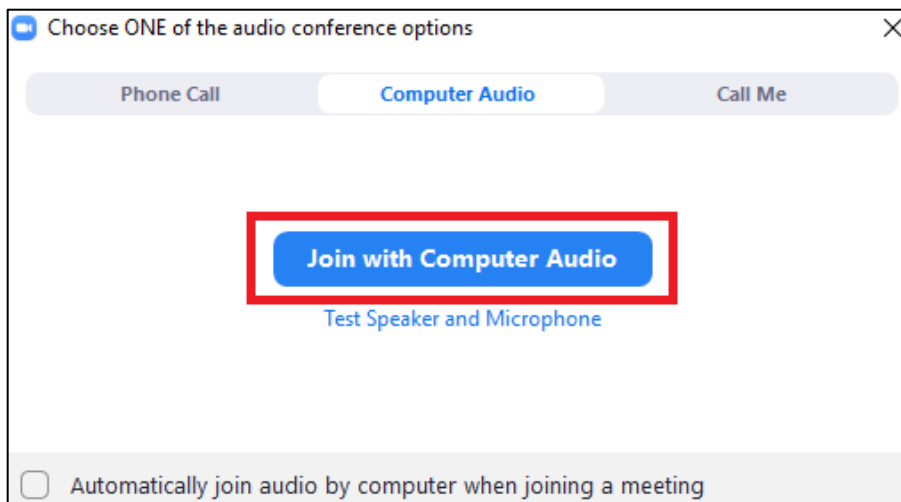 Choose ONE of the audio conference options
Phone Call Computer Audio Call Me
Join with Computer Audio
Test Speaker and Microphone
Automatically join audio by computer when joining a meeting